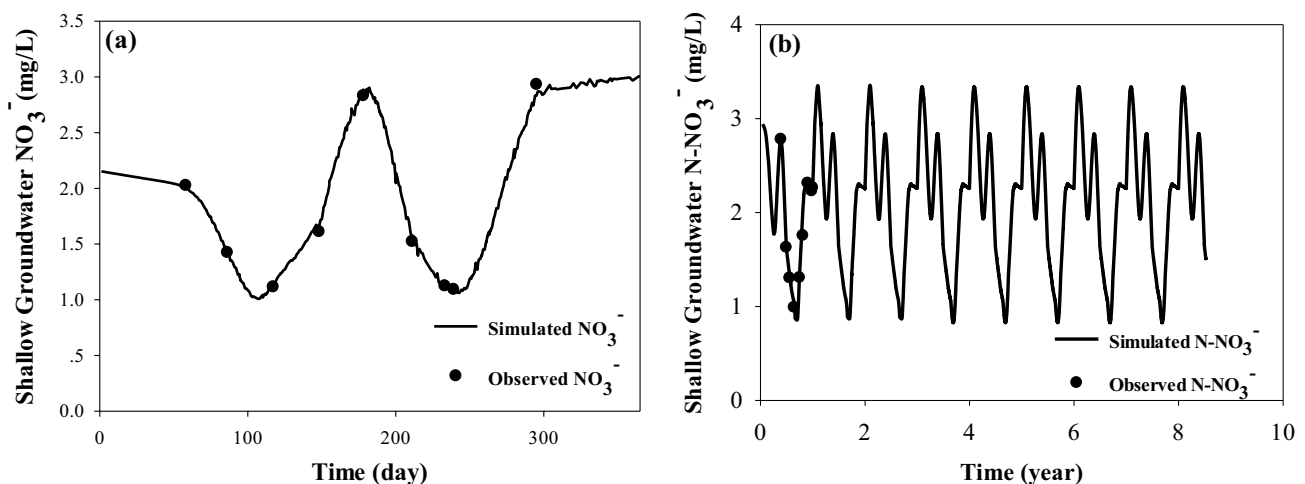 (a)
Shallow Groundwater NO₃⁻ (mg/L)
3.5
3.0
2.5
2.0
1.5
1.0
0.5
0.0
Simulated NO₃⁻
Observed NO₃⁻
0 100 200 300
Time (day)
(b)
Shallow Groundwater N-NO₃⁻ (mg/L)
4
3
2
1
0
Simulated N-NO₃⁻
Observed N-NO₃⁻
0 2 4 6 8 10
Time (year)